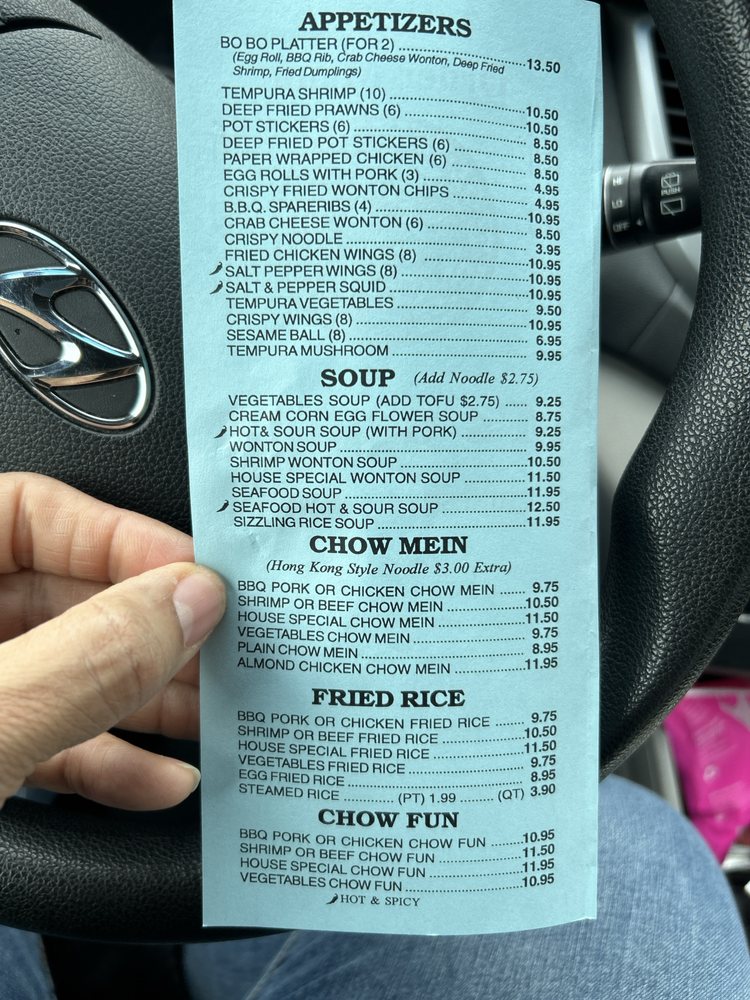 APPETIZERS
BO BO PLATTER (FOR 2) ........ 13.50
(Egg Roll, BBQ Rib, Crab Cheese Wonton, Deep Fried
Shrimp, Fried Dumplings)
TEMPURA SHRIMP (10) ........ 10.50
DEEP FRIED PRAWNS (6) ........ 10.50
POT STICKERS (6) ........ 8.50
DEEP FRIED POT STICKERS (6) ........ 8.50
PAPER WRAPPED CHICKEN (6) ........ 8.50
EGG ROLLS WITH PORK (3) ........ 4.95
CRISPY FRIED WONTON CHIPS ........ 4.95
B.B.Q. SPARERIBS (4) ........ 10.95
CRAB CHEESE WONTON (6) ........ 8.50
CRISPY NOODLE ........ 3.95
FRIED CHICKEN WINGS (8) ........ 10.95
SALT PEPPER WINGS (8) ........ 10.95
SALT & PEPPER SQUID ........ 10.95
TEMPURA VEGETABLES ........ 9.50
CRISPY WINGS (8) ........ 10.95
SESAME BALL (8) ........ 6.95
TEMPURA MUSHROOM ........ 9.95
SOUP (Add Noodle $2.75)
VEGETABLES SOUP (ADD TOFU $2.75) ...... 9.25
CREAM CORN EGG FLOWER SOUP ...... 8.75
HOT& SOUR SOUP (WITH PORK) ........ 9.25
WONTON SOUP ........ 9.95
SHRIMP WONTON SOUP ........ 10.50
HOUSE SPECIAL WONTON SOUP ........ 11.50
SEAFOOD SOUP ........ 11.95
SEAFOOD HOT & SOUR SOUP ........ 12.50
SIZZLING RICE SOUP ........ 11.95
CHOW MEIN
(Hong Kong Style Noodle $3.00 Extra)
BBQ PORK OR CHICKEN CHOW MEIN ...... 9.75
SHRIMP OR BEEF CHOW MEIN ........ 10.50
HOUSE SPECIAL CHOW MEIN ........ 11.50
VEGETABLES CHOW MEIN ........ 9.75
PLAIN CHOW MEIN ........ 8.95
ALMOND CHICKEN CHOW MEIN ........ 11.95
FRIED RICE
BBQ PORK OR CHICKEN FRIED RICE ....... 9.75
SHRIMP OR BEEF FRIED RICE ........ 10.50
HOUSE SPECIAL FRIED RICE ........ 11.50
VEGETABLES FRIED RICE ........ 9.75
EGG FRIED RICE ........ 8.95
STEAMED RICE ........ (PT) 1.99 ........ (QT) 3.90
CHOW FUN
BBQ PORK OR CHICKEN CHOW FUN ....... 10.95
SHRIMP OR BEEF CHOW FUN ........ 11.50
HOUSE SPECIAL CHOW FUN ........ 11.95
VEGETABLES CHOW FUN ........ 10.95
HOT & SPICY
HI
LO
OFF
PUSH